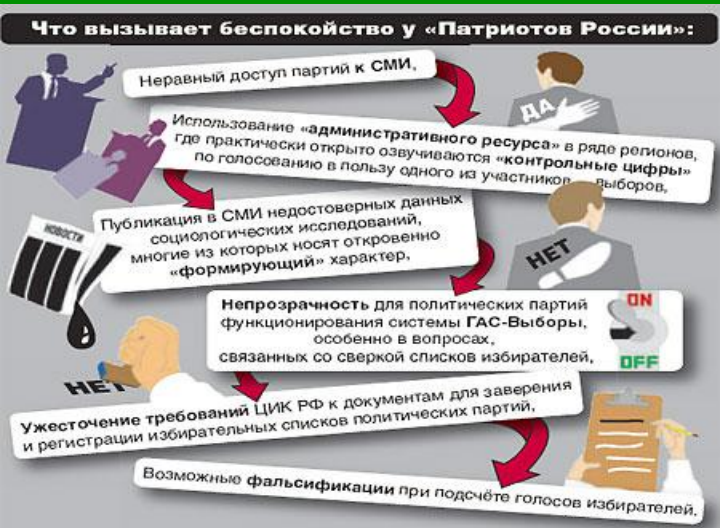 Что вызывает беспокойство у «Патриотов России»:
Неравный доступ партий к СМИ,
ДА
Использование «административного ресурса» в ряде регионов,
где практически открыто озвучиваются «контрольные цифры»
по голосованию в пользу одного из участников выборов,
НОВОСТИ
Публикация в СМИ недостоверных данных
социологических исследований,
многие из которых носят откровенно
«формирующий» характер,
НЕТ
Непрозрачность для политических партий
функционирования системы ГАС-Выборы,
особенно в вопросах,
связанных со сверкой списков избирателей,
ON
OFF
НЕТ
Ужесточение требований ЦИК РФ к документам для заверения
и регистрации избирательных списков политических партий,
Возможные фальсификации при подсчёте голосов избирателей.